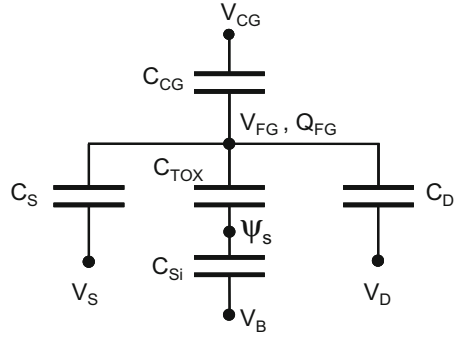 V_CG
C_CG
V_FG , Q_FG
C_S
C_TOX
C_D
Ψ_s
C_Si
V_S
V_B
V_D